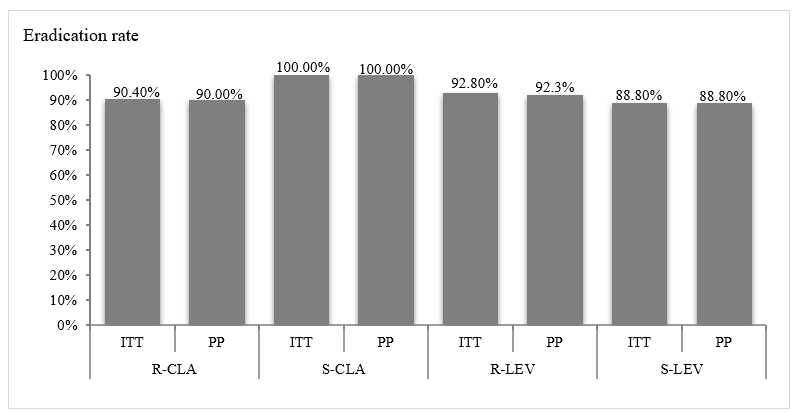 Eradication rate
90.40% 90.00% 100.00% 100.00% 92.80% 92.3% 88.80% 88.80%
100%
90%
80%
70%
60%
50%
40%
30%
20%
10%
0%
ITT PP ITT PP ITT PP ITT PP
R-CLA S-CLA R-LEV S-LEV